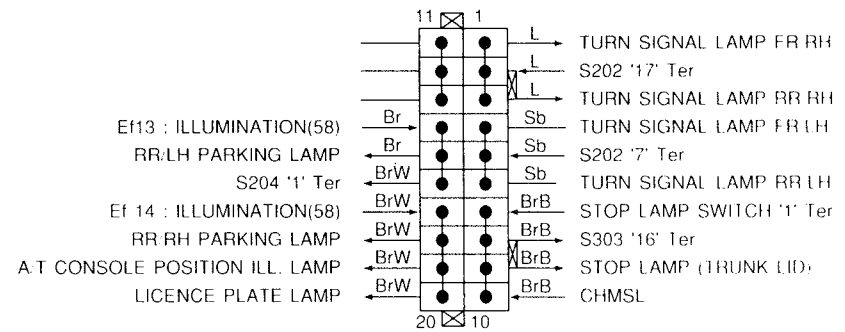 11 1
L TURN SIGNAL LAMP FR RH
L S202 '17' Ter
L TURN SIGNAL LAMP RR RH
Ef13 : ILLUMINATION(58) Br Sb TURN SIGNAL LAMP FR LH
RR/LH PARKING LAMP Br Sb S202 '7' Ter
S204 '1' Ter BrW Sb TURN SIGNAL LAMP RR LH
Ef 14 : ILLUMINATION(58) BrW BrB STOP LAMP SWITCH '1' Ter
RR/RH PARKING LAMP BrW BrB S303 '16' Ter
A/T CONSOLE POSITION ILL. LAMP BrW BrB STOP LAMP (TRUNK LID)
LICENCE PLATE LAMP BrW BrB CHMSL
20 10